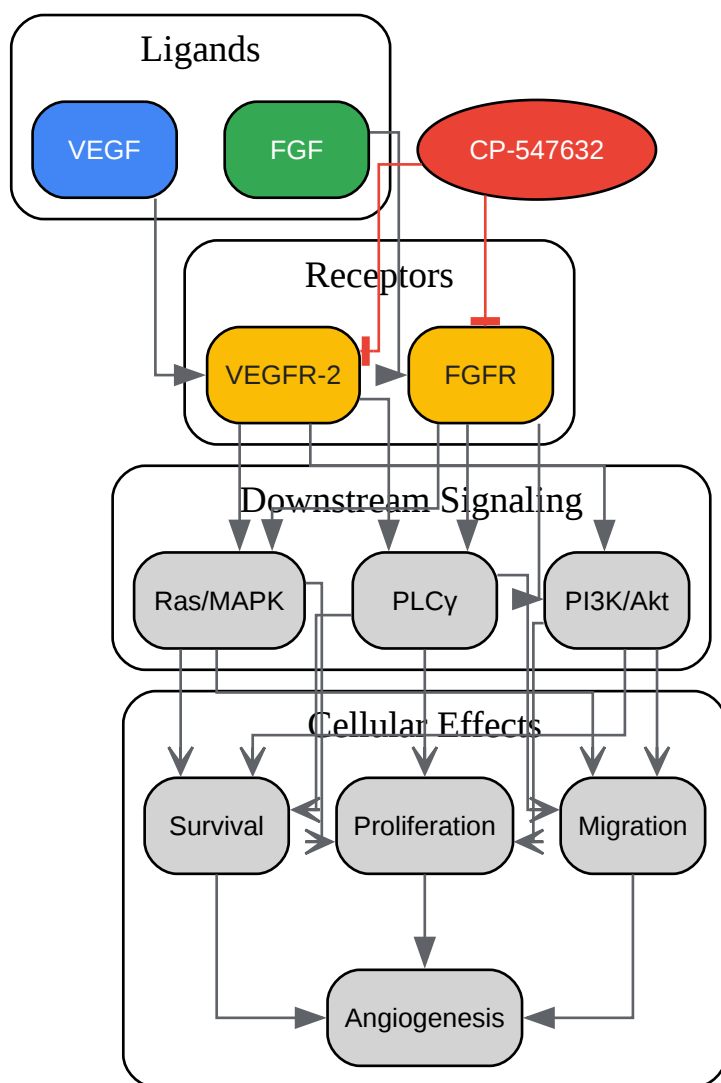 Ligands
VEGF
FGF
CP-547632
Receptors
VEGFR-2
FGFR
Downstream Signaling
Ras/MAPK
PLCγ
PI3K/Akt
Cellular Effects
Survival
Proliferation
Migration
Angiogenesis